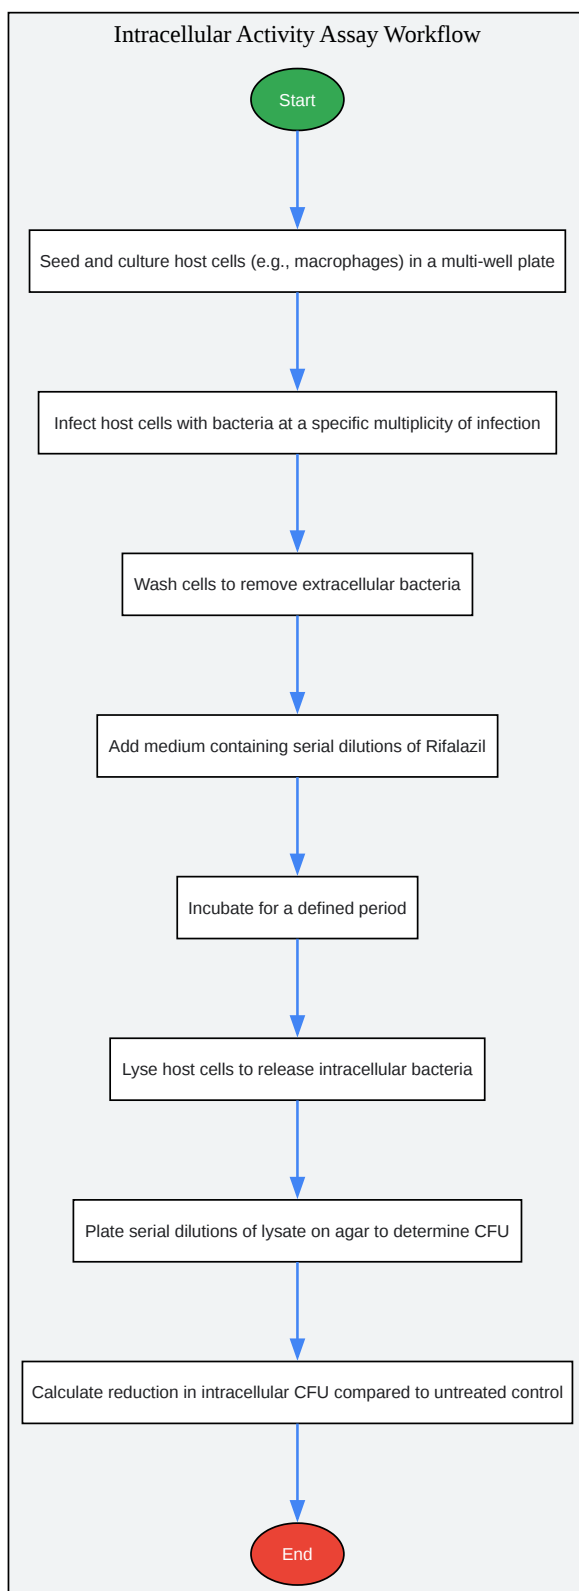 Intracellular Activity Assay Workflow
Start
Seed and culture host cells (e.g., macrophages) in a multi-well plate
Infect host cells with bacteria at a specific multiplicity of infection
Wash cells to remove extracellular bacteria
Add medium containing serial dilutions of Rifalazil
Incubate for a defined period
Lyse host cells to release intracellular bacteria
Plate serial dilutions of lysate on agar to determine CFU
Calculate reduction in intracellular CFU compared to untreated control
End